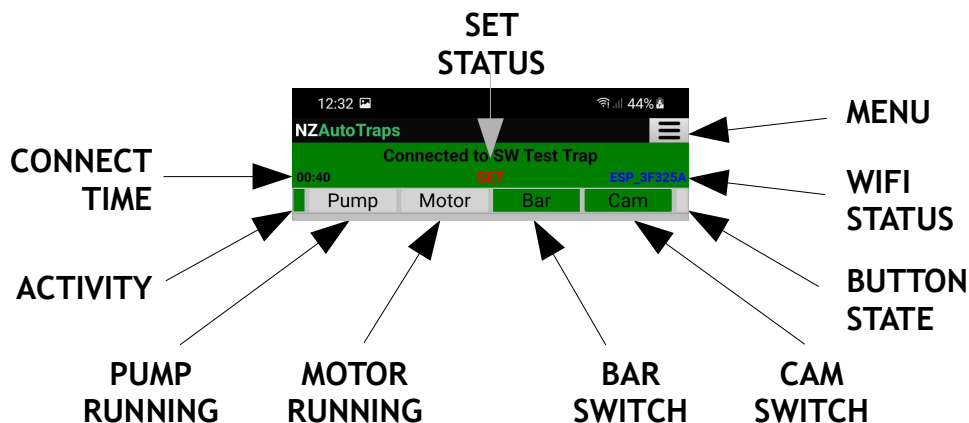 SET
STATUS
12:32
44%
NZAutoTraps
MENU
Connected to SW Test Trap
CONNECT
TIME
00:40
SET
ESP_3F325A
WIFI
STATUS
Pump
Motor
Bar
Cam
ACTIVITY
BUTTON
STATE
PUMP
RUNNING
MOTOR
RUNNING
BAR
SWITCH
CAM
SWITCH